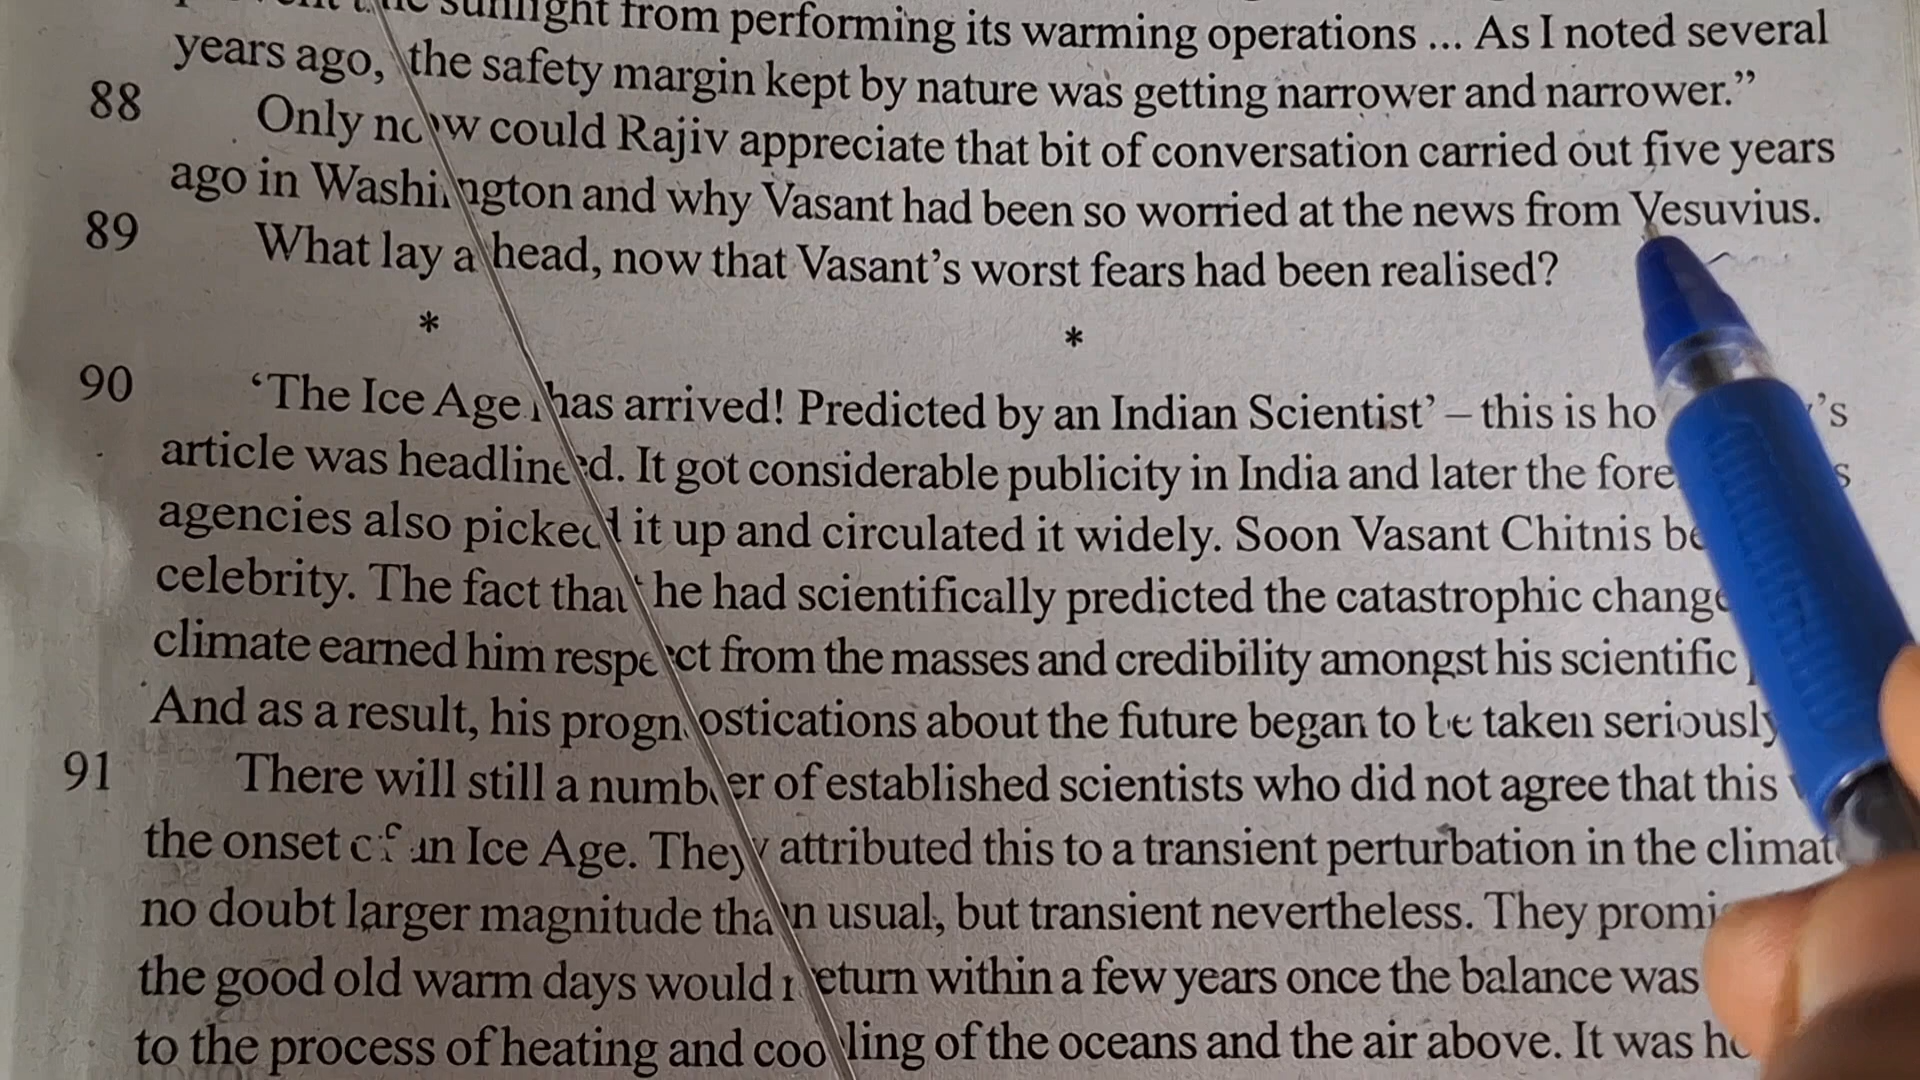 the sunlight from performing its warming operations ... As I noted several
years ago, the safety margin kept by nature was getting narrower and narrower.”
88 Only now could Rajiv appreciate that bit of conversation carried out five years
ago in Washington and why Vasant had been so worried at the news from Vesuvius.
89 What lay ahead, now that Vasant’s worst fears had been realised?
* *
90 ‘The Ice Age has arrived! Predicted by an Indian Scientist’ – this is
article was headlined. It got considerable publicity in India and later the
agencies also picked it up and circulated it widely. Soon Vasant Chitnis
celebrity. The fact that he had scientifically predicted the catastrophic
climate earned him respect from the masses and credibility amongst his scientific
And as a result, his prognostications about the future began to be taken seriously
91 There will still a number of established scientists who did not agree that this
the onset of an Ice Age. They attributed this to a transient perturbation in the
no doubt larger magnitude than usual, but transient nevertheless. They
the good old warm days would return within a few years once the balance was
to the process of heating and cooling of the oceans and the air above. It was